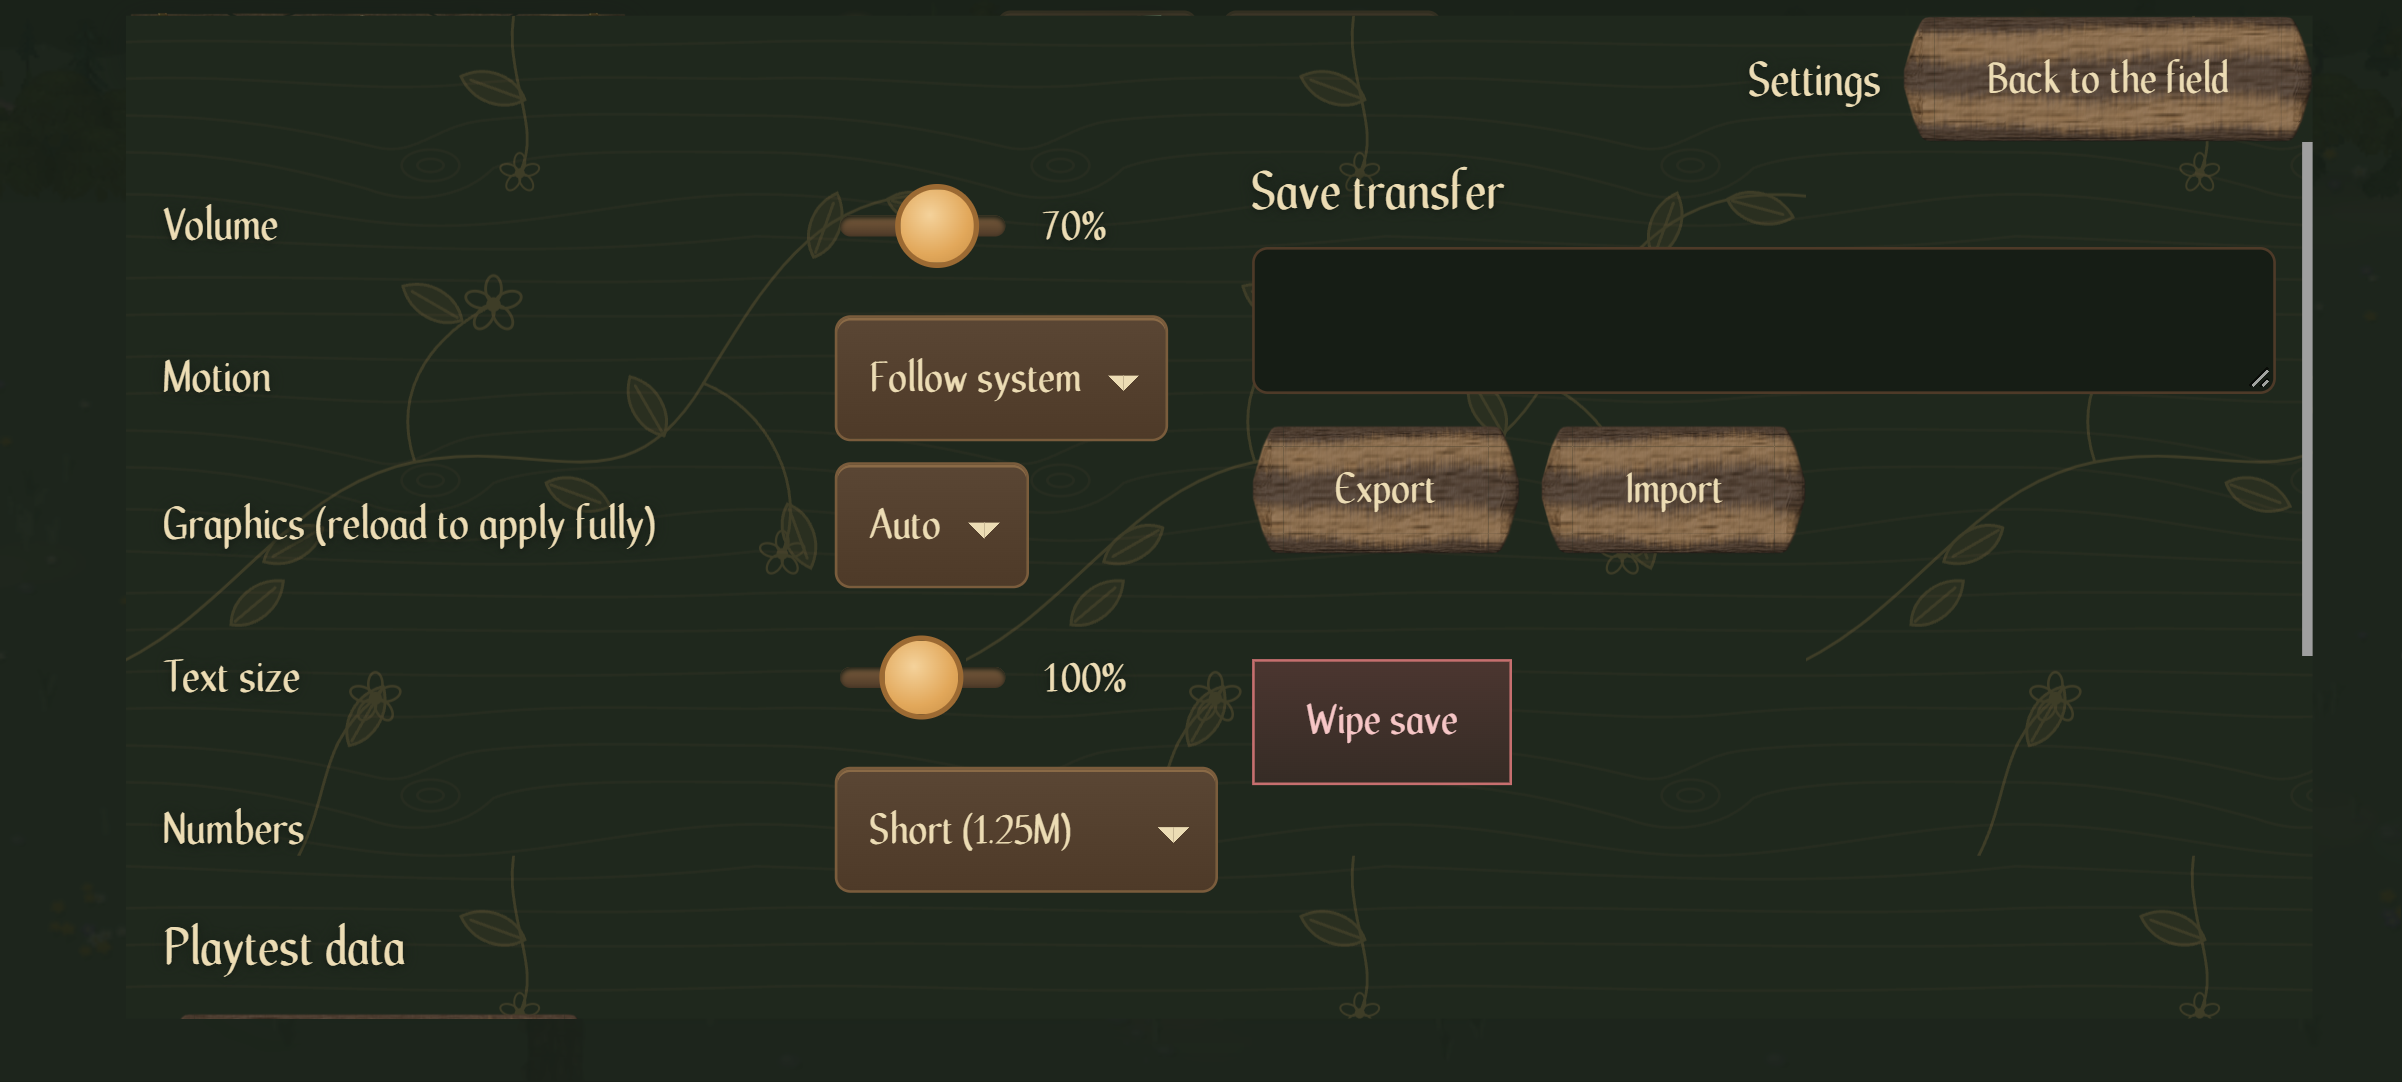 Settings
Back to the field
Volume
70%
Motion
Follow system
Graphics (reload to apply fully)
Auto
Text size
100%
Numbers
Short (1.25M)
Playtest data
Save transfer
Export
Import
Wipe save